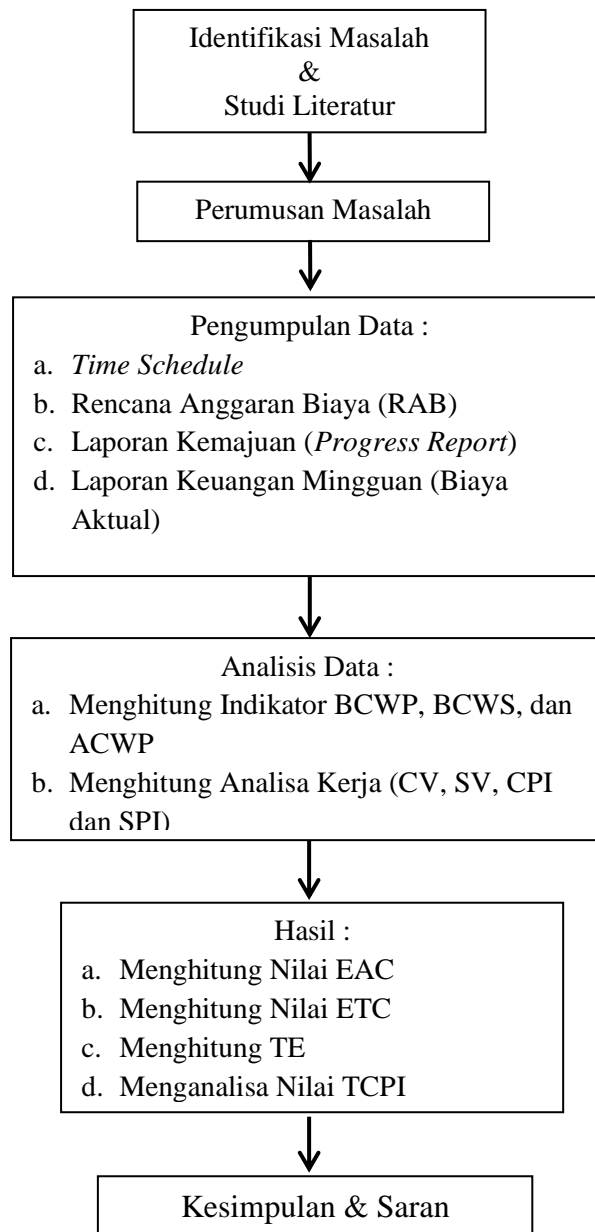 Identifikasi Masalah
&
Studi Literatur
Perumusan Masalah
Pengumpulan Data :
a. Time Schedule
b. Rencana Anggaran Biaya (RAB)
c. Laporan Kemajuan (Progress Report)
d. Laporan Keuangan Mingguan (Biaya
Aktual)
Analisis Data :
a. Menghitung Indikator BCWP, BCWS, dan
ACWP
b. Menghitung Analisa Kerja (CV, SV, CPI
dan SPI)
Hasil :
a. Menghitung Nilai EAC
b. Menghitung Nilai ETC
c. Menghitung TE
d. Menganalisa Nilai TCPI
Kesimpulan & Saran